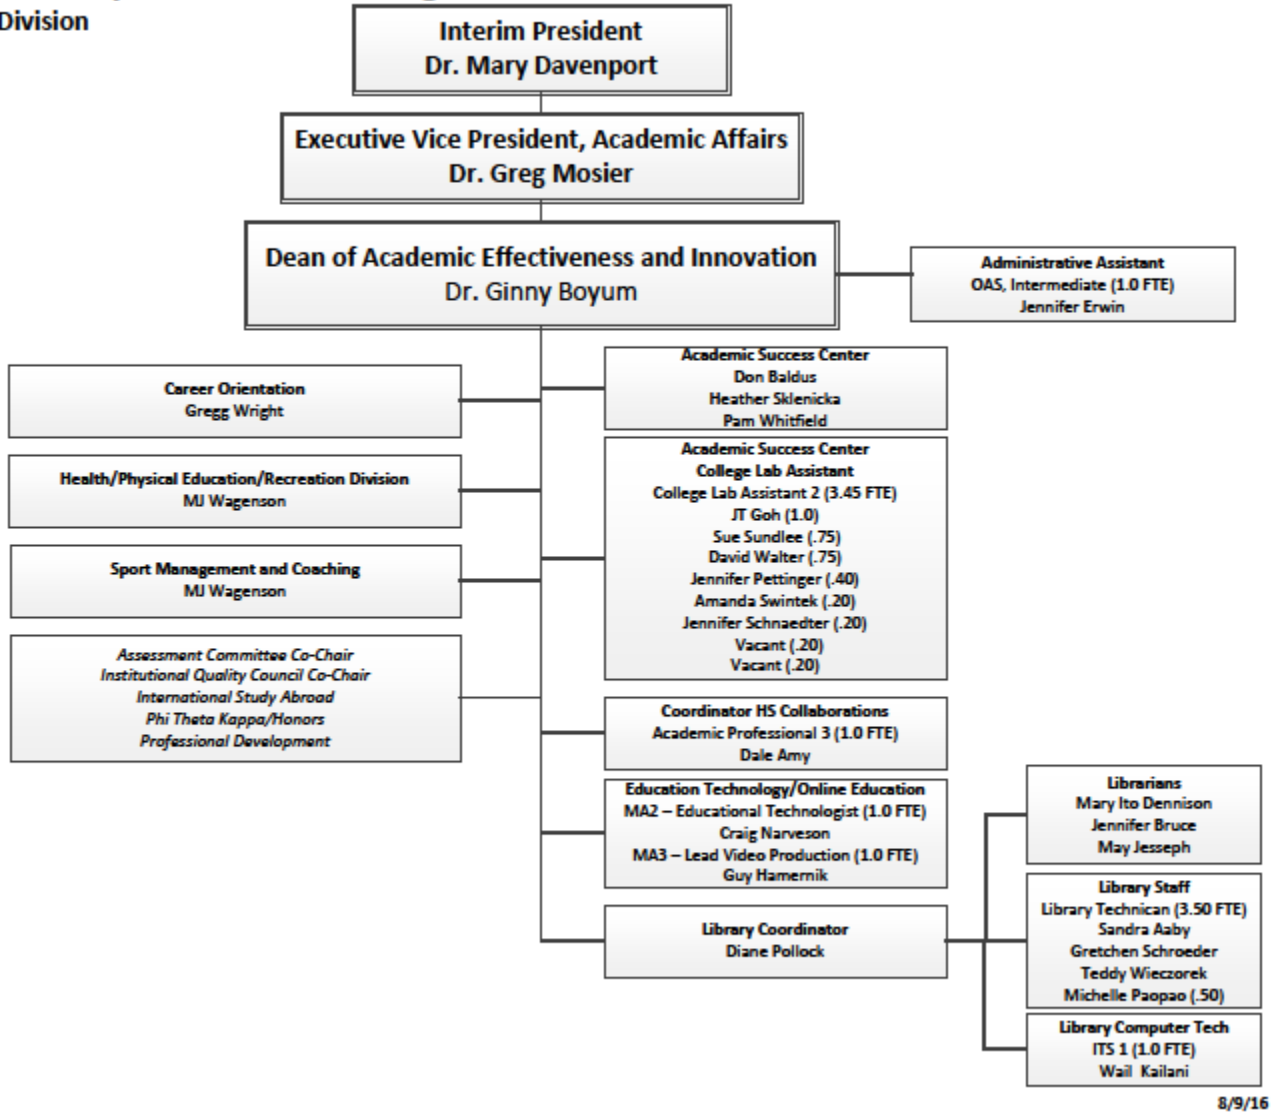 Division
Interim President
Dr. Mary Davenport
Executive Vice President, Academic Affairs
Dr. Greg Mosier
Dean of Academic Effectiveness and Innovation
Dr. Ginny Boyum
Administrative Assistant
OAS, Intermediate (1.0 FTE)
Jennifer Erwin
Career Orientation
Gregg Wright
Health/Physical Education/Recreation Division
MJ Wagenson
Sport Management and Coaching
MJ Wagenson
Assessment Committee Co-Chair
Institutional Quality Council Co-Chair
International Study Abroad
Phi Theta Kappa/Honors
Professional Development
Academic Success Center
Don Baldus
Heather Sklenicka
Pam Whitfield
Academic Success Center
College Lab Assistant
College Lab Assistant 2 (3.45 FTE)
JT Goh (1.0)
Sue Sundlee (.75)
David Walter (.75)
Jennifer Pettinger (.40)
Amanda Swintek (.20)
Jennifer Schnaedter (.20)
Vacant (.20)
Vacant (.20)
Coordinator HS Collaborations
Academic Professional 3 (1.0 FTE)
Dale Amy
Education Technology/Online Education
MA2 – Educational Technologist (1.0 FTE)
Craig Narveson
MA3 – Lead Video Production (1.0 FTE)
Guy Hamernik
Library Coordinator
Diane Pollock
Librarians
Mary Ito Dennison
Jennifer Bruce
May Jesseph
Library Staff
Library Technican (3.50 FTE)
Sandra Aaby
Gretchen Schroeder
Teddy Wieczorek
Michelle Paopao (.50)
Library Computer Tech
ITS 1 (1.0 FTE)
Wail Kailani
8/9/16